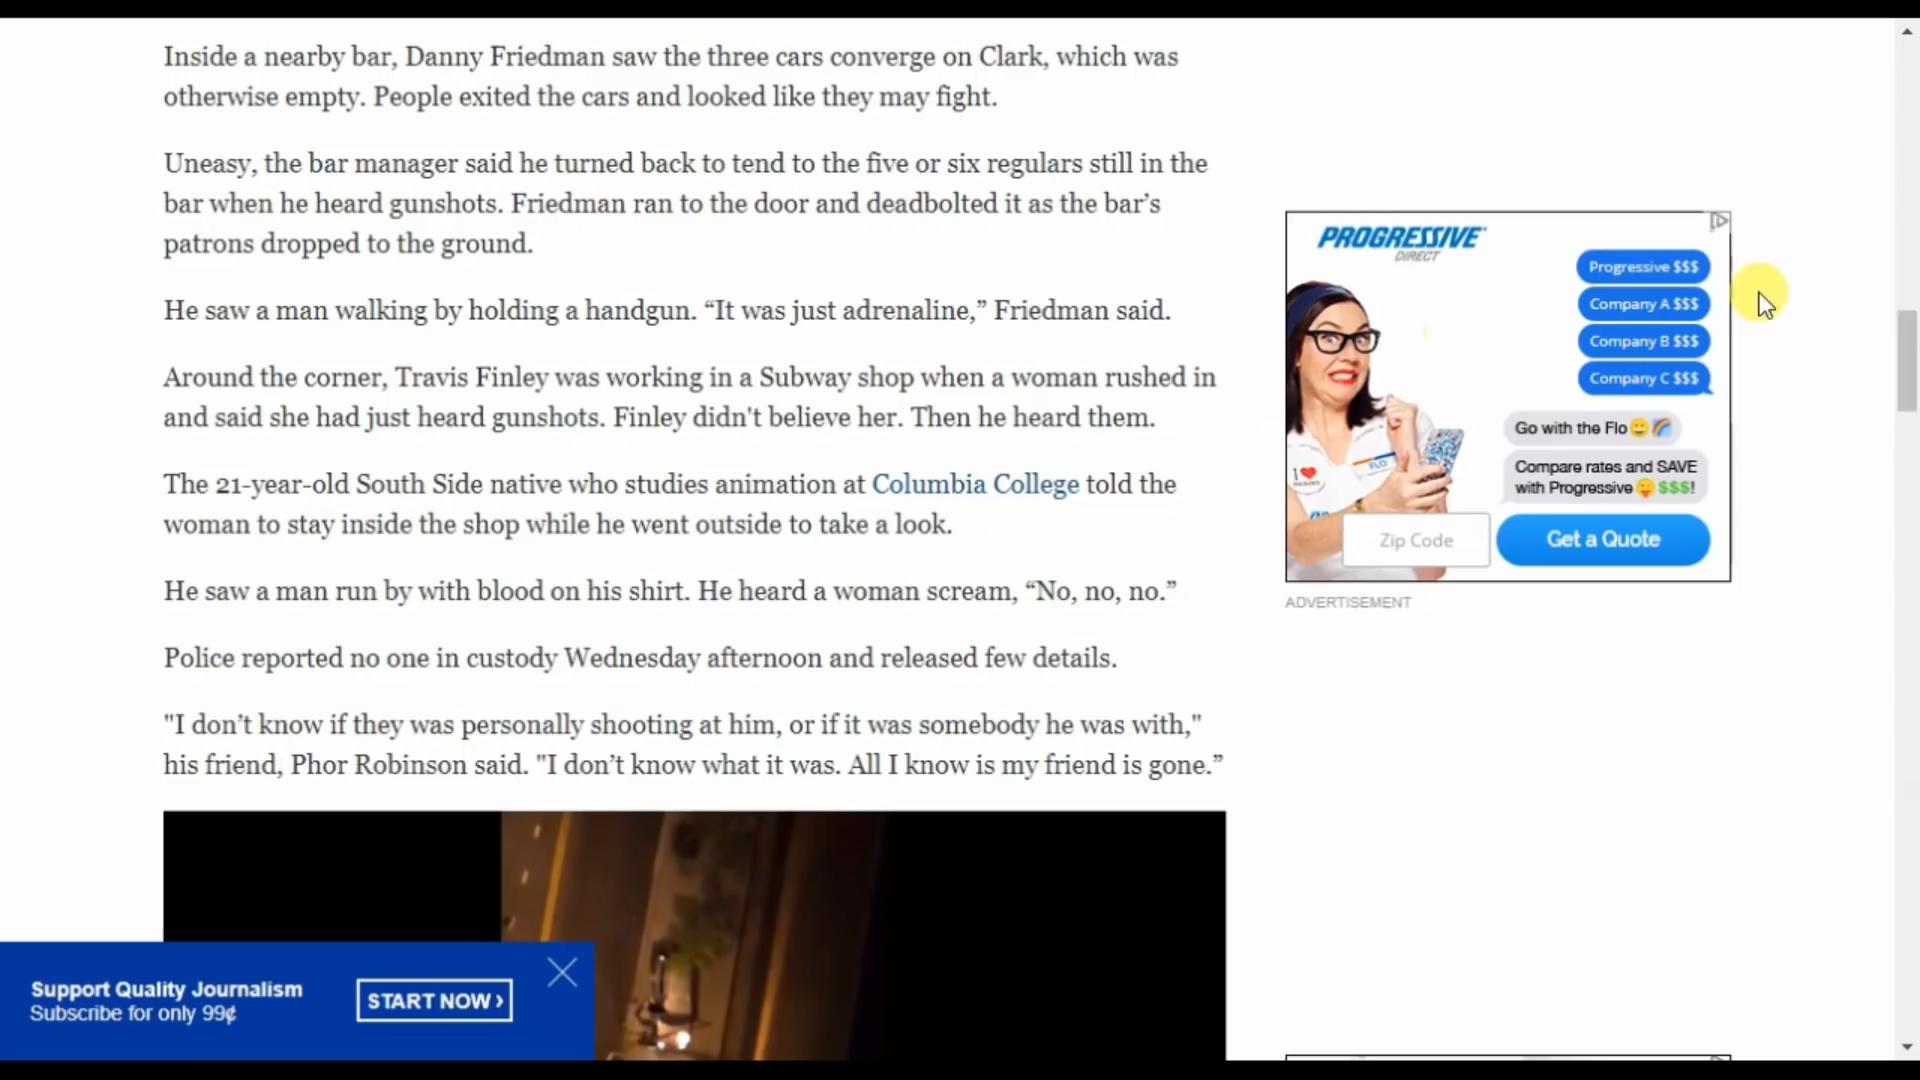 Inside a nearby bar, Danny Friedman saw the three cars converge on Clark, which was
otherwise empty. People exited the cars and looked like they may fight.
Uneasy, the bar manager said he turned back to tend to the five or six regulars still in the
bar when he heard gunshots. Friedman ran to the door and deadbolted it as the bar’s
patrons dropped to the ground.
He saw a man walking by holding a handgun. “It was just adrenaline,” Friedman said.
Around the corner, Travis Finley was working in a Subway shop when a woman rushed in
and said she had just heard gunshots. Finley didn't believe her. Then he heard them.
The 21-year-old South Side native who studies animation at Columbia College told the
woman to stay inside the shop while he went outside to take a look.
He saw a man run by with blood on his shirt. He heard a woman scream, “No, no, no.”
Police reported no one in custody Wednesday afternoon and released few details.
"I don’t know if they was personally shooting at him, or if it was somebody he was with,"
his friend, Phor Robinson said. "I don’t know what it was. All I know is my friend is gone.”
PROGRESSIVE
DIRECT
Progressive $$$
Company A $$$
Company B $$$
Company C $$$
Go with the Flo😀🌈
Compare rates and SAVE
with Progressive😛$$$!
FLO
I ❤
Zip Code
Get a Quote
ADVERTISEMENT
Support Quality Journalism
Subscribe for only 99¢
START NOW ›